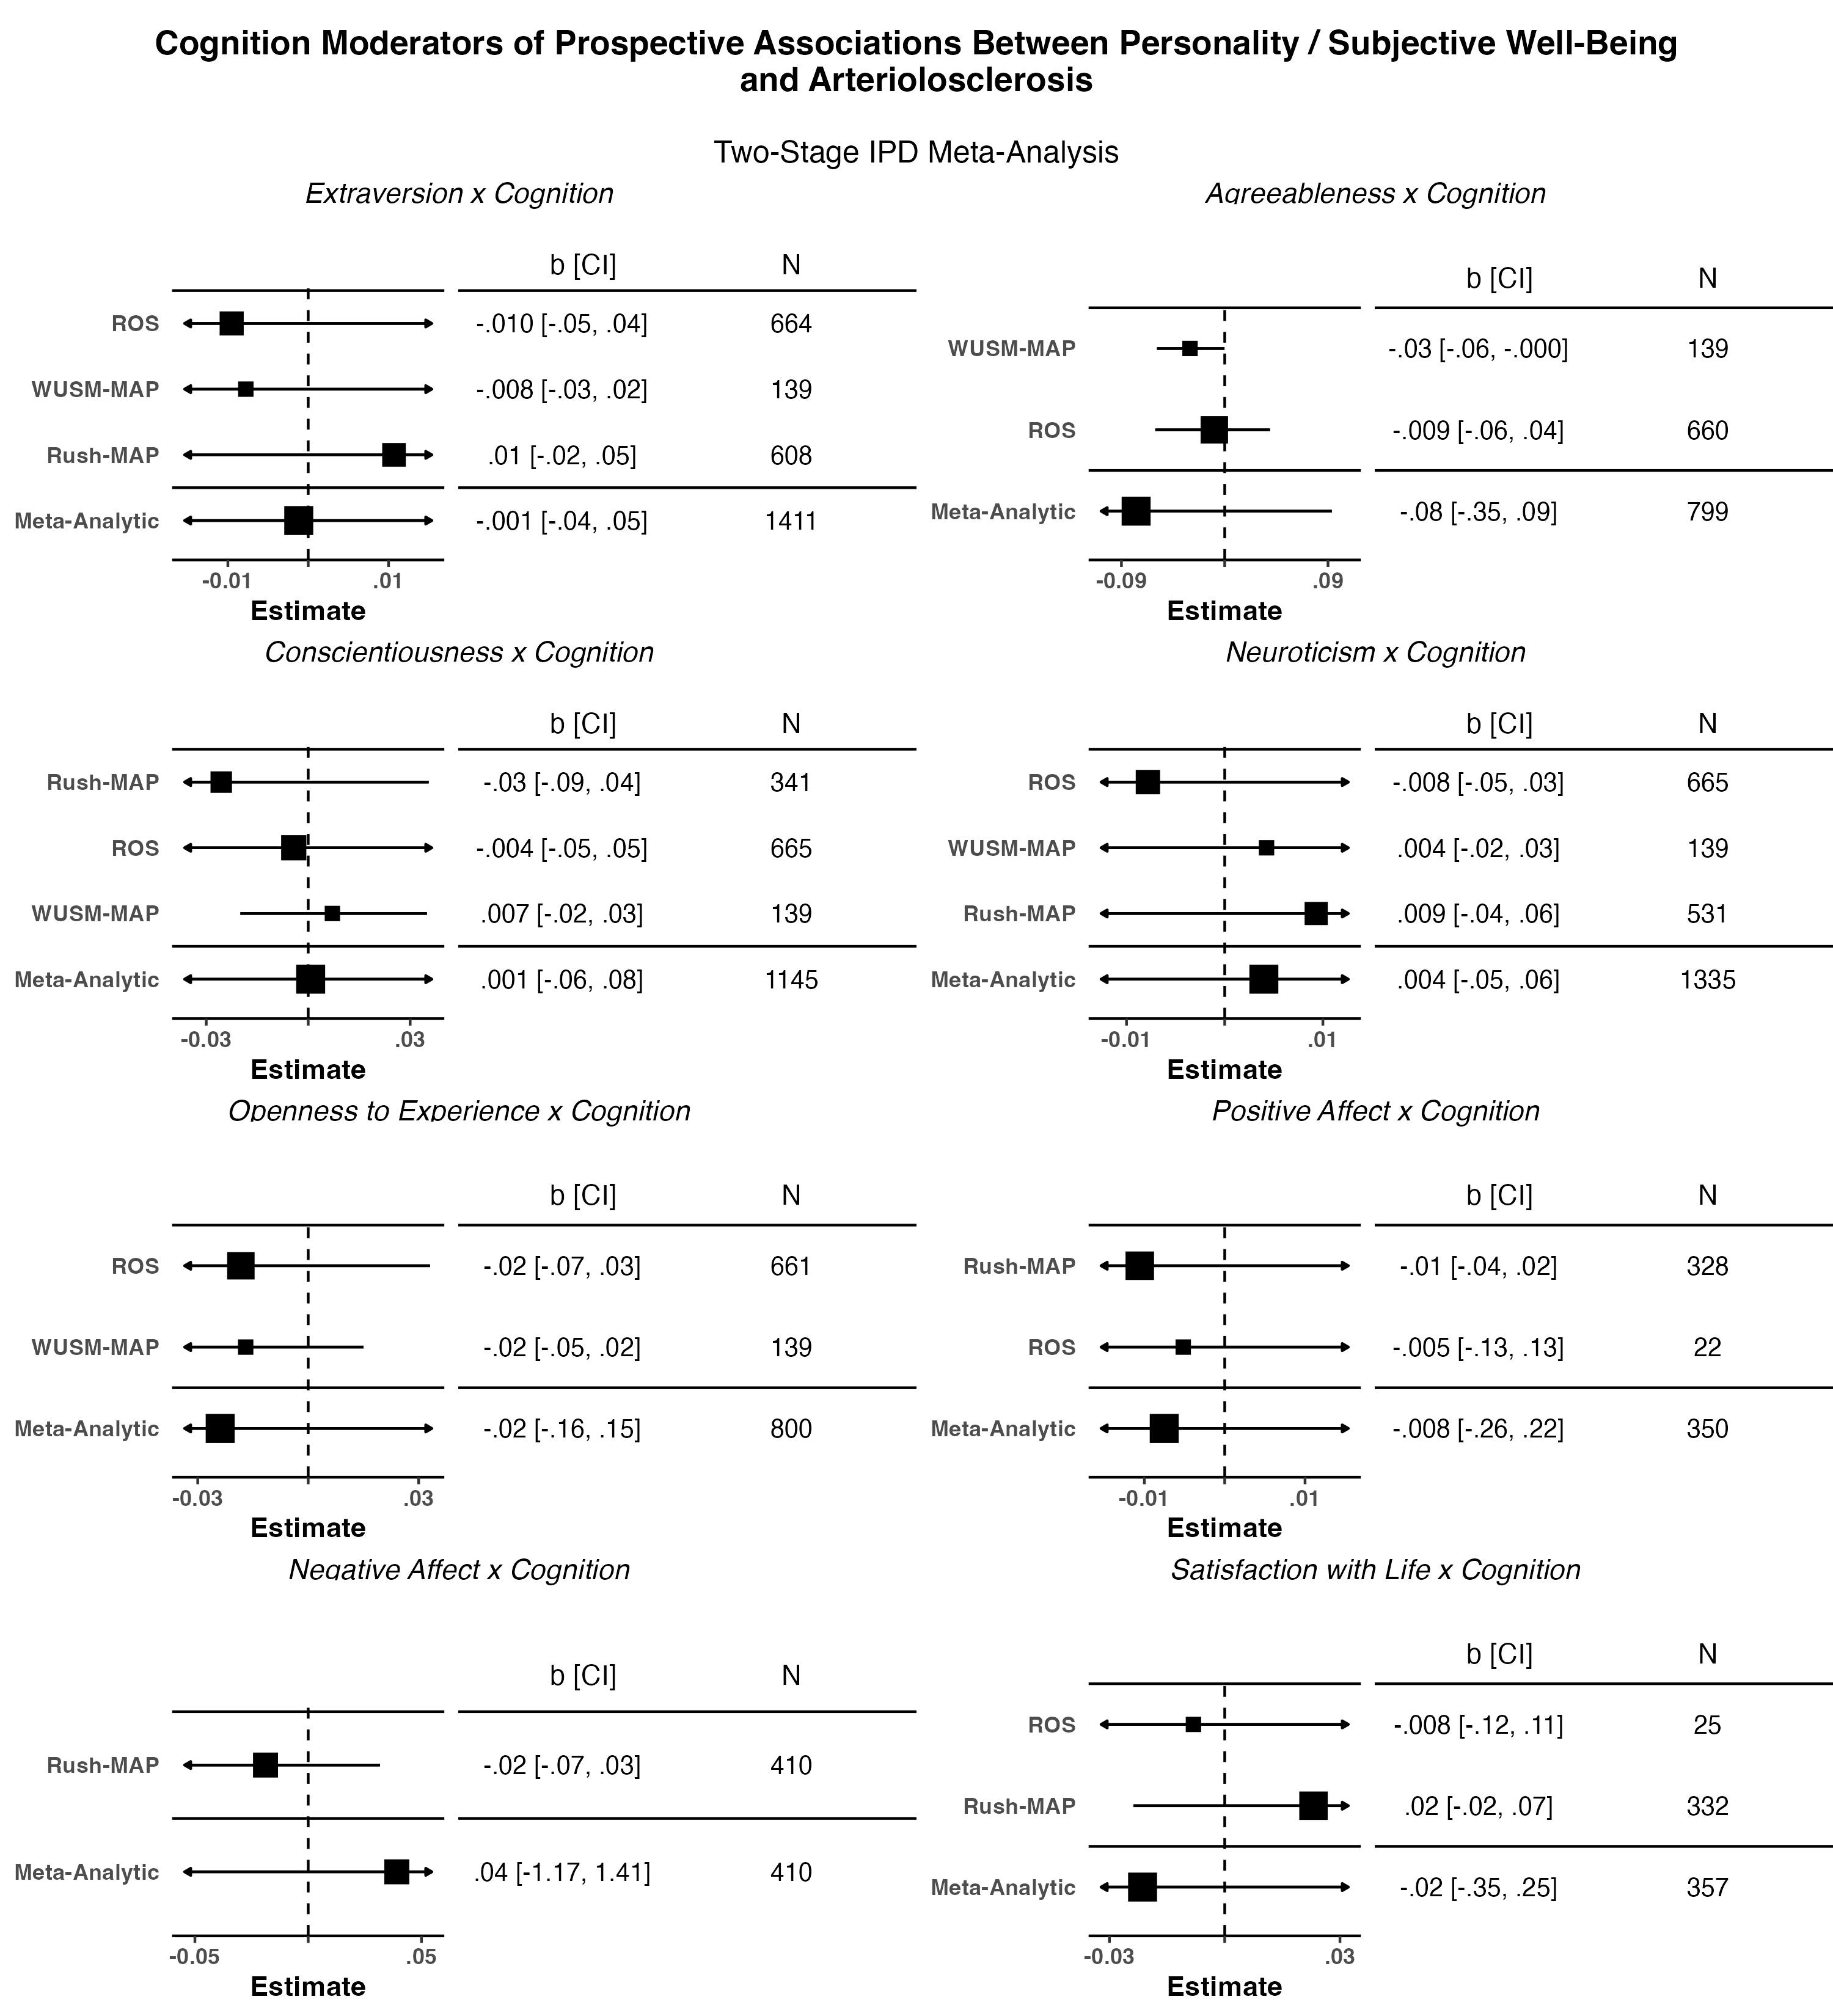 Cognition Moderators of Prospective Associations Between Personality / Subjective Well-Being
and Arteriolosclerosis
Two-Stage IPD Meta-Analysis
Extraversion x Cognition
b [CI] N
ROS -.010 [-.05, .04] 664
WUSM-MAP -.008 [-.03, .02] 139
Rush-MAP .01 [-.02, .05] 608
Meta-Analytic -.001 [-.04, .05] 1411
-0.01 .01
Estimate
Agreeableness x Cognition
b [CI] N
WUSM-MAP -.03 [-.06, -.000] 139
ROS -.009 [-.06, .04] 660
Meta-Analytic -.08 [-.35, .09] 799
-0.09 .09
Estimate
Conscientiousness x Cognition
b [CI] N
Rush-MAP -.03 [-.09, .04] 341
ROS -.004 [-.05, .05] 665
WUSM-MAP .007 [-.02, .03] 139
Meta-Analytic .001 [-.06, .08] 1145
-0.03 .03
Estimate
Neuroticism x Cognition
b [CI] N
ROS -.008 [-.05, .03] 665
WUSM-MAP .004 [-.02, .03] 139
Rush-MAP .009 [-.04, .06] 531
Meta-Analytic .004 [-.05, .06] 1335
-0.01 .01
Estimate
Openness to Experience x Cognition
b [CI] N
ROS -.02 [-.07, .03] 661
WUSM-MAP -.02 [-.05, .02] 139
Meta-Analytic -.02 [-.16, .15] 800
-0.03 .03
Estimate
Positive Affect x Cognition
b [CI] N
Rush-MAP -.01 [-.04, .02] 328
ROS -.005 [-.13, .13] 22
Meta-Analytic -.008 [-.26, .22] 350
-0.01 .01
Estimate
Negative Affect x Cognition
b [CI] N
Rush-MAP -.02 [-.07, .03] 410
Meta-Analytic .04 [-1.17, 1.41] 410
-0.05 .05
Estimate
Satisfaction with Life x Cognition
b [CI] N
ROS -.008 [-.12, .11] 25
Rush-MAP .02 [-.02, .07] 332
Meta-Analytic -.02 [-.35, .25] 357
-0.03 .03
Estimate